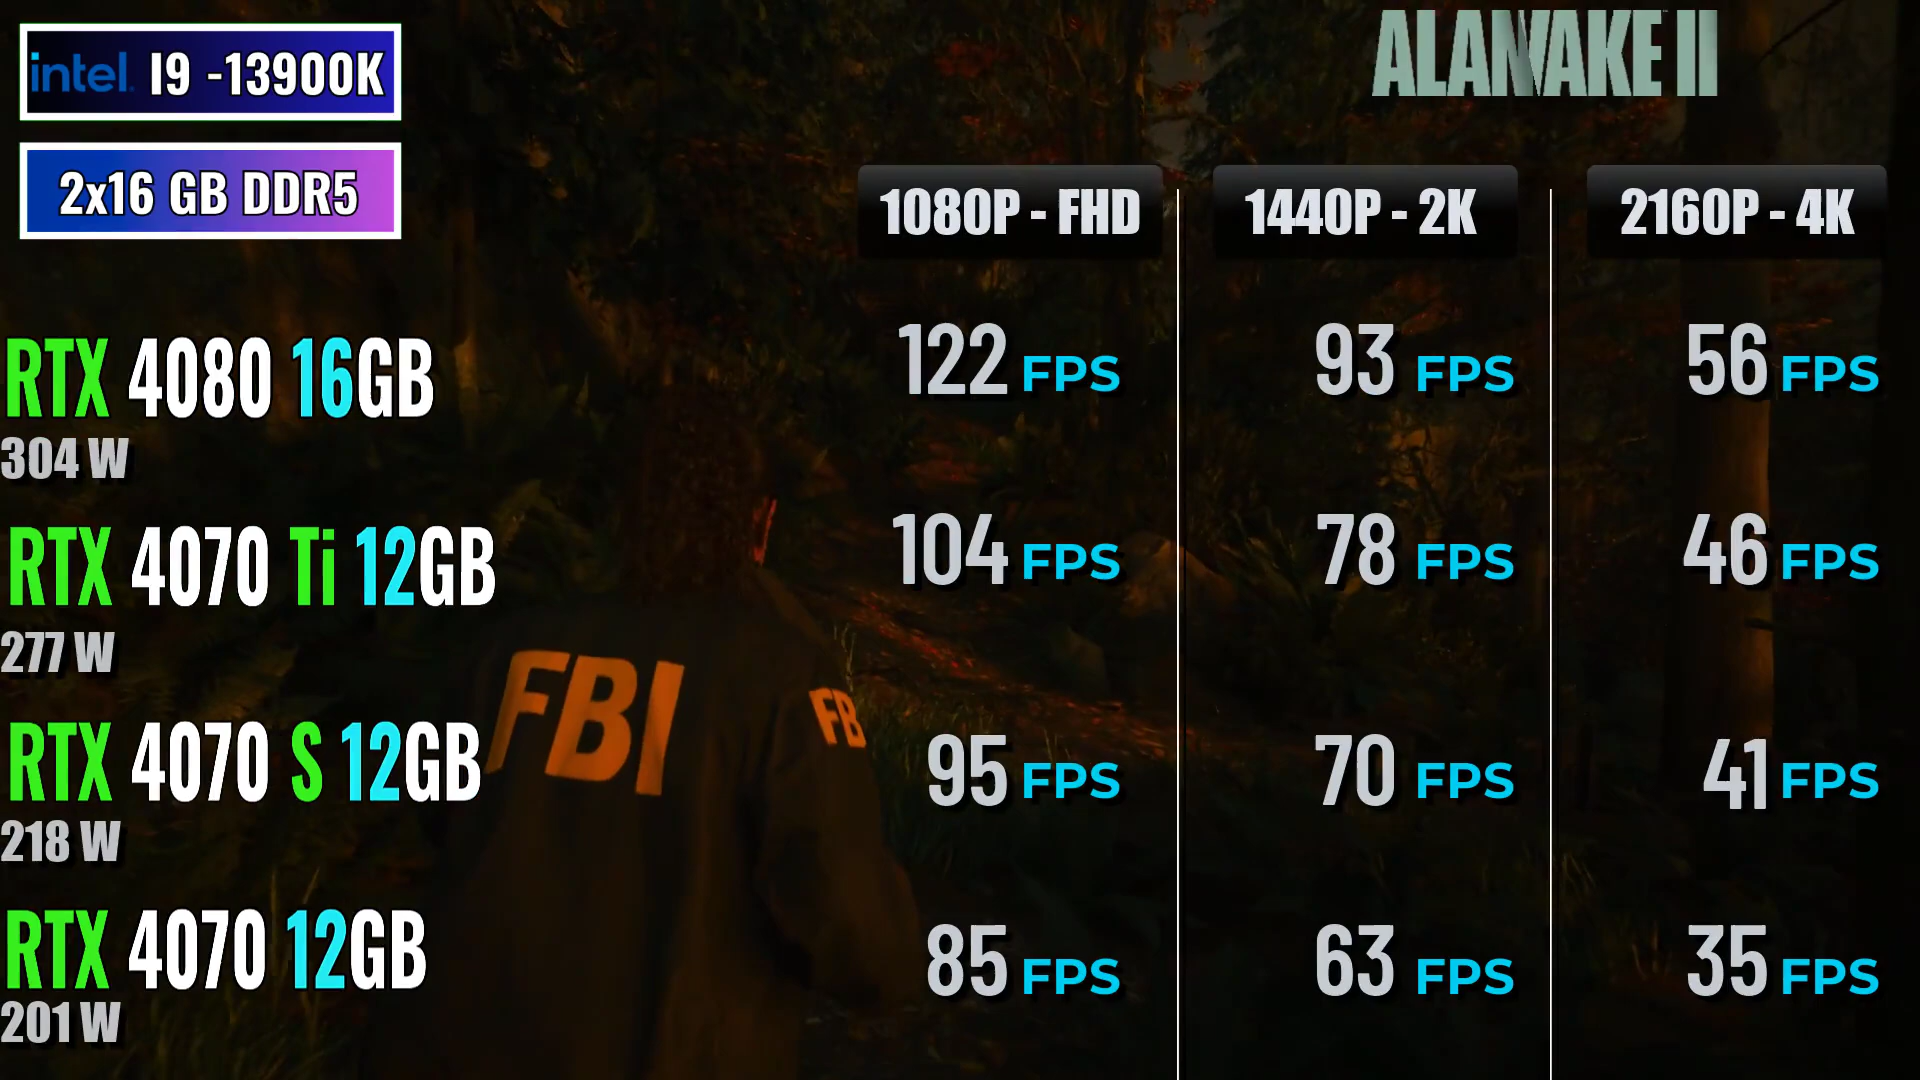 intel. I9 -13900K
2x16 GB DDR5
ALAN WAKE II
1080P - FHD 1440P - 2K 2160P - 4K
RTX 4080 16GB 122 FPS 93 FPS 56 FPS
304 W
RTX 4070 Ti 12GB 104 FPS 78 FPS 46 FPS
277 W
FBI
FB
RTX 4070 S 12GB 95 FPS 70 FPS 41 FPS
218 W
RTX 4070 12GB 85 FPS 63 FPS 35 FPS
201 W